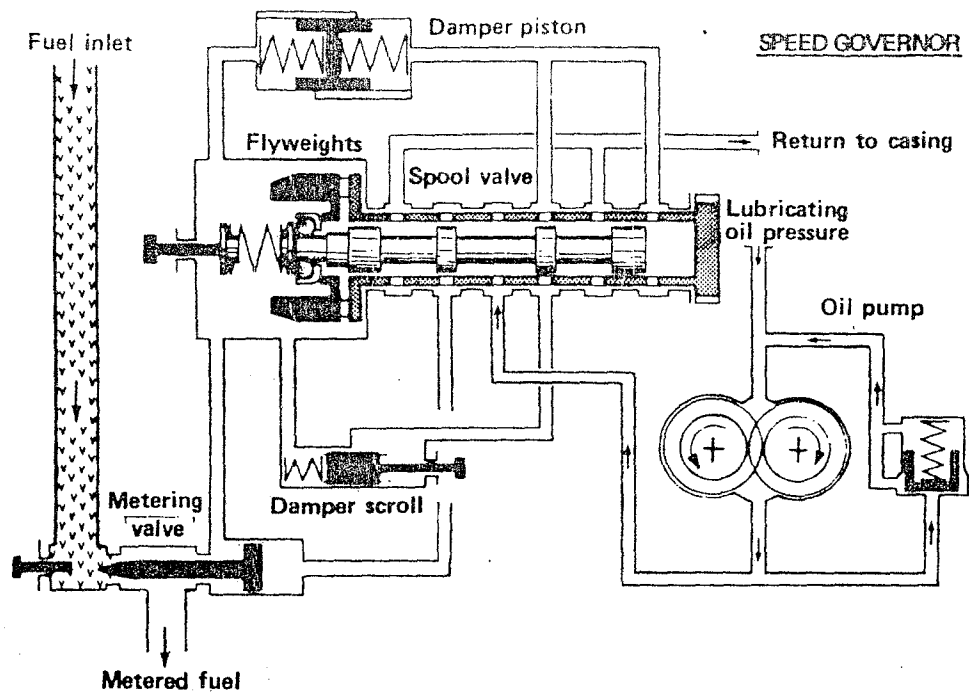 Damper piston
SPEED GOVERNOR
Fuel inlet
Flyweights
Return to casing
Spool valve
Lubricating
oil pressure
Oil pump
Damper scroll
Metering
valve
Metered fuel